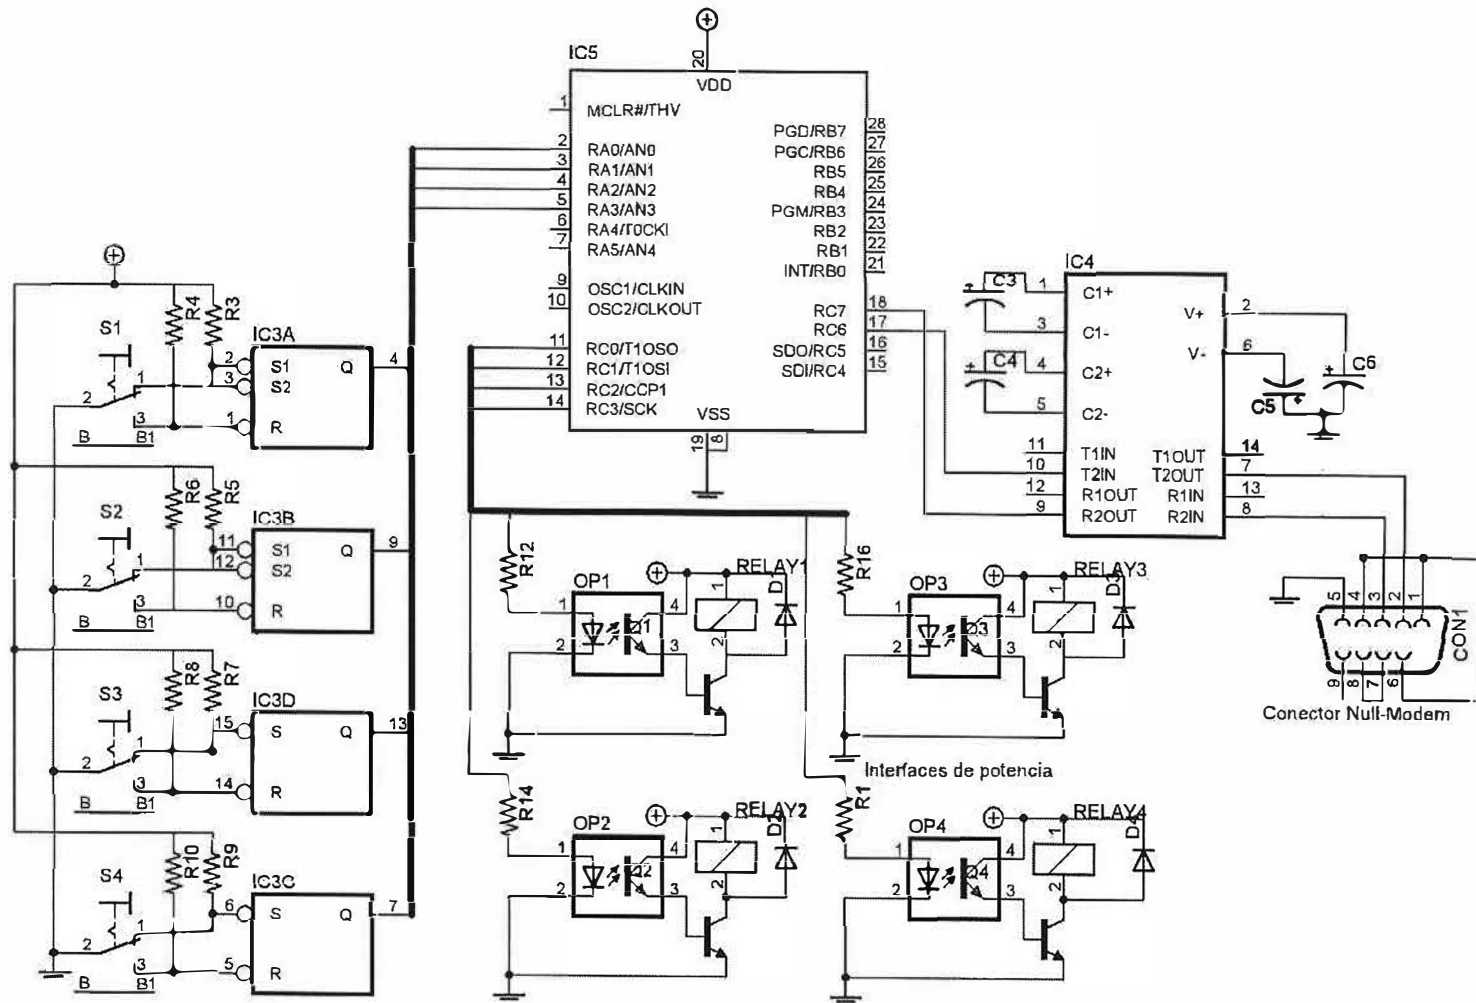 IC5
20
VDD
1 MCLR#/THV
2 RA0/AN0
3 RA1/AN1
4 RA2/AN2
5 RA3/AN3
6 RA4/T0CKI
7 RA5/AN4
9 OSC1/CLKIN
10 OSC2/CLKOUT
11 RC0/T1OSO
12 RC1/T1OSI
13 RC2/CCP1
14 RC3/SCK
PGD/RB7 28
PGC/RB6 27
RB5 26
RB4 25
PGM/RB3 24
RB2 23
RB1 22
INT/RB0 21
RC7 18
RC6 17
SDO/RC5 16
SDI/RC4 15
VSS
19 8
IC4
C3
C4
1 C1+
3 C1-
4 C2+
5 C2-
11 T1IN
10 T2IN
12 R1OUT
9 R2OUT
V+ 2
V- 6
T1OUT 14
T2OUT 7
R1IN 13
R2IN 8
C5
C6
S1
R4
R3
IC3A
2 S1
3 S2
1 R
Q 4
1
2
3
B B1
S2
R6
R5
IC3B
11 S1
12 S2
10 R
Q 9
1
2
3
B B1
S3
R8
R7
IC3D
15 S
14 R
Q 13
1
2
3
B B1
S4
R10
R9
IC3C
6 S
5 R
Q 7
1
2
3
B B1
R12
OP1
1
2
Q1
4
3
RELAY1
1
2
D1
R16
OP3
1
2
Q3
4
3
RELAY3
1
2
D3
Interfaces de potencia
R14
OP2
1
2
Q2
4
3
RELAY2
1
2
D2
R1
OP4
1
2
Q4
4
3
RELAY4
1
2
D4
5 4 3 2 1
CON1
9 8 7 6
Conector Null-Modem